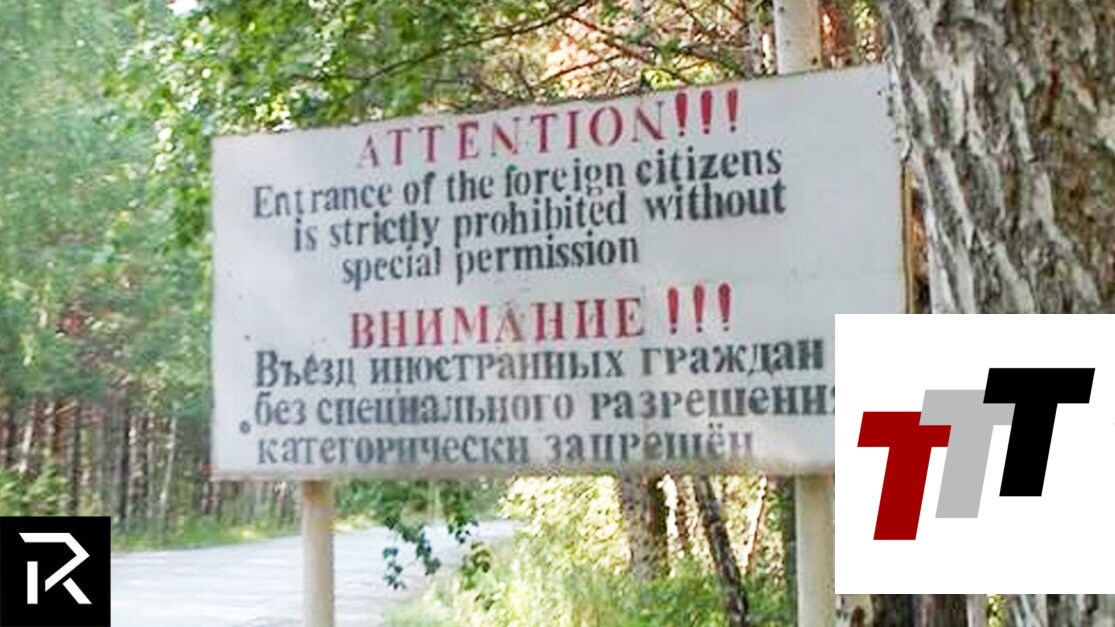 ATTENTION!!!
Entrance of the foreign citizens
is strictly prohibited without
special permission
ВНИМАНИЕ !!!
Въезд иностранных граждан
без специального разрешени
категорически запрещён
TTT